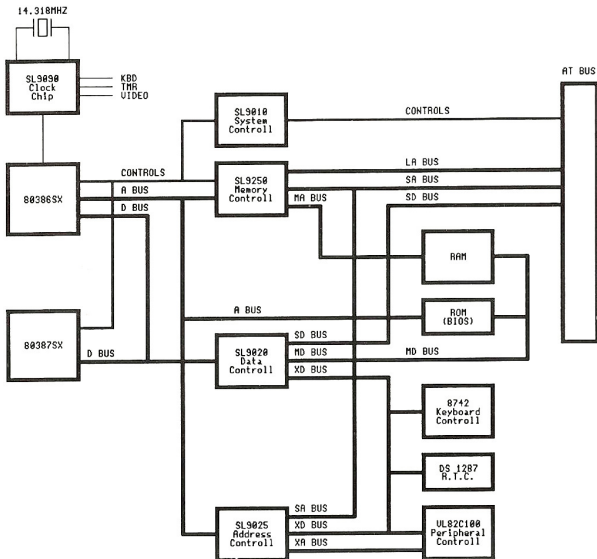 14.318MHZ
SL9090
Clock
Chip
KBD
TMR
VIDEO
AT BUS
SL9010
System
Controll
CONTROLS
80386SX
CONTROLS
A BUS
D BUS
SL9250
Memory
Controll
LA BUS
SA BUS
SD BUS
MA BUS
RAM
A BUS
ROM
(BIOS)
80387SX
D BUS
SL9020
Data
Controll
SD BUS
MD BUS
XD BUS
MD BUS
8742
Keyboard
Controll
DS 1287
R.T.C.
SL9025
Address
Controll
SA BUS
XD BUS
XA BUS
VL82C100
Peripheral
Controll